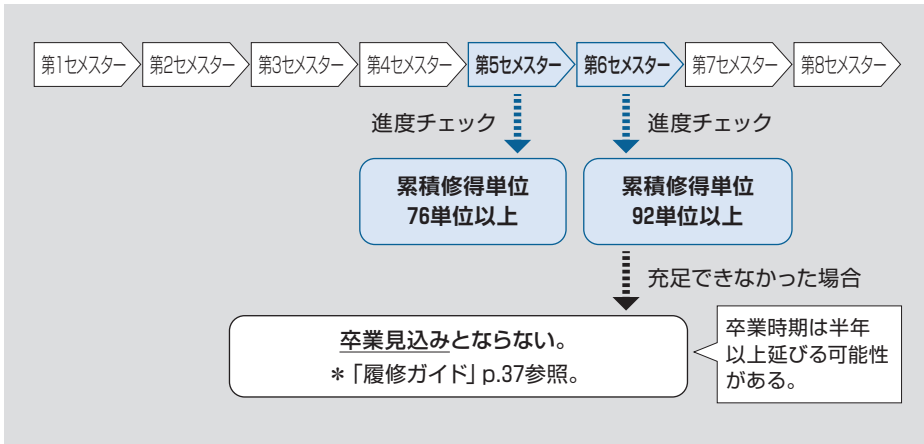 第1セメスター
第2セメスター
第3セメスター
第4セメスター
第5セメスター
第6セメスター
第7セメスター
第8セメスター
進度チェック
進度チェック
累積修得単位
76単位以上
累積修得単位
92単位以上
充足できなかった場合
卒業見込みとならない。
＊「履修ガイド」p.37参照。
卒業時期は半年
以上延びる可能性
がある。